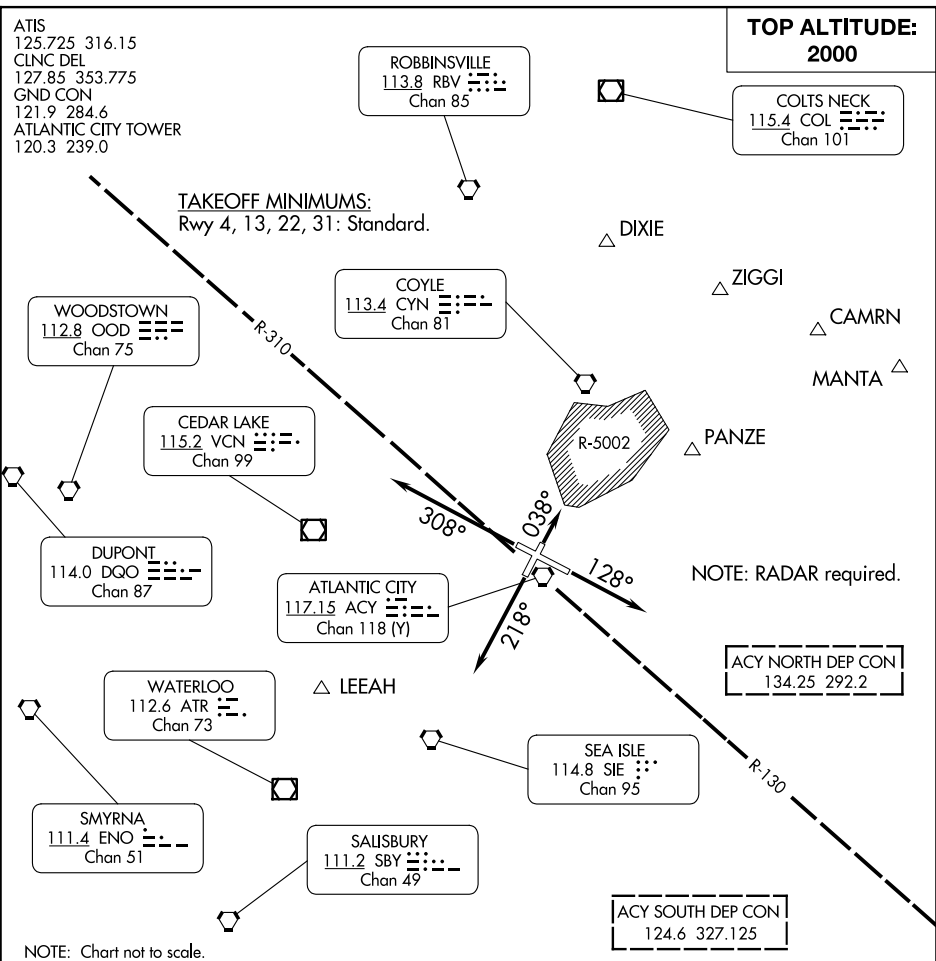 ATIS
125.725 316.15
CLNC DEL
127.85 353.775
GND CON
121.9 284.6
ATLANTIC CITY TOWER
120.3 239.0
TOP ALTITUDE:
2000
ROBBINSVILLE
113.8 RBV
Chan 85
COLTS NECK
115.4 COL
Chan 101
TAKEOFF MINIMUMS:
Rwy 4, 13, 22, 31: Standard.
DIXIE
ZIGGI
COYLE
113.4 CYN
Chan 81
CAMRN
MANTA
WOODSTOWN
112.8 OOD
Chan 75
R-310
CEDAR LAKE
115.2 VCN
Chan 99
R-5002
PANZE
308°
038°
128°
218°
DUPONT
114.0 DQO
Chan 87
ATLANTIC CITY
117.15 ACY
Chan 118 (Y)
NOTE: RADAR required.
ACY NORTH DEP CON
134.25 292.2
WATERLOO
112.6 ATR
Chan 73
LEEAH
SEA ISLE
114.8 SIE
Chan 95
R-130
SMYRNA
111.4 ENO
Chan 51
SALISBURY
111.2 SBY
Chan 49
ACY SOUTH DEP CON
124.6 327.125
NOTE: Chart not to scale.